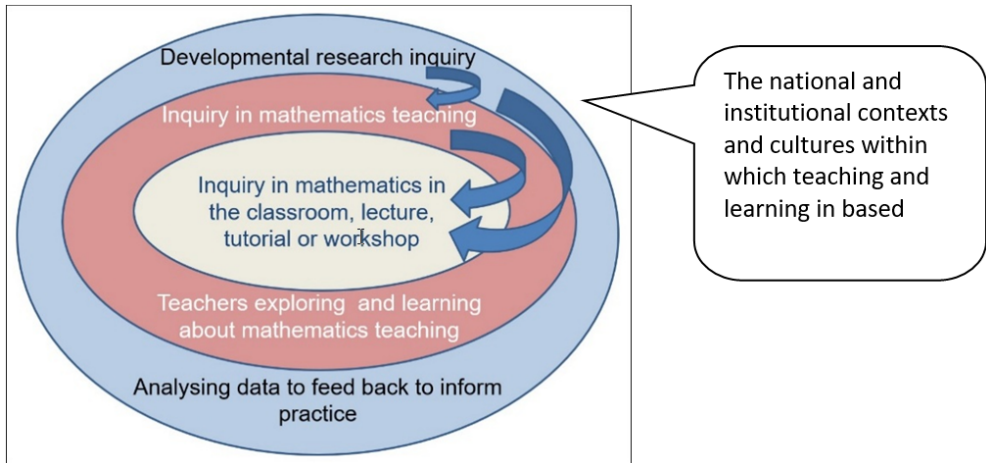 Developmental research inquiry
Inquiry in mathematics teaching
Inquiry in mathematics in
the classroom, lecture,
tutorial or workshop
Teachers exploring and learning
about mathematics teaching
Analysing data to feed back to inform
practice
The national and
institutional contexts
and cultures within
which teaching and
learning in based